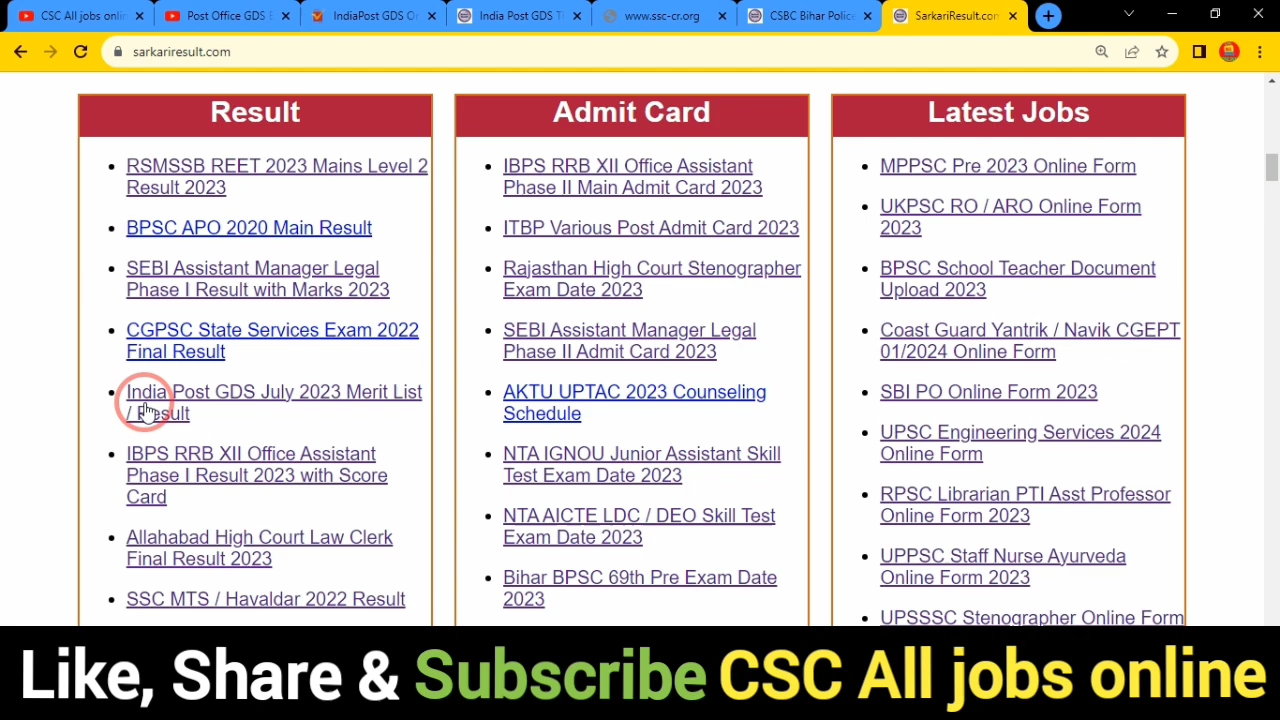 CSC All jobs onli
Post Office GDS E
IndiaPost GDS On
India Post GDS T
www.ssc-cr.org
CSBC Bihar Police
SarkariResult.com
sarkariresult.com
Result
RSMSSB REET 2023 Mains Level 2
Result 2023
BPSC APO 2020 Main Result
SEBI Assistant Manager Legal
Phase I Result with Marks 2023
CGPSC State Services Exam 2022
Final Result
India Post GDS July 2023 Merit List
/ Result
IBPS RRB XII Office Assistant
Phase I Result 2023 with Score
Card
Allahabad High Court Law Clerk
Final Result 2023
SSC MTS / Havaldar 2022 Result
Admit Card
IBPS RRB XII Office Assistant
Phase II Main Admit Card 2023
ITBP Various Post Admit Card 2023
Rajasthan High Court Stenographer
Exam Date 2023
SEBI Assistant Manager Legal
Phase II Admit Card 2023
AKTU UPTAC 2023 Counseling
Schedule
NTA IGNOU Junior Assistant Skill
Test Exam Date 2023
NTA AICTE LDC / DEO Skill Test
Exam Date 2023
Bihar BPSC 69th Pre Exam Date
2023
Latest Jobs
MPPSC Pre 2023 Online Form
UKPSC RO / ARO Online Form
2023
BPSC School Teacher Document
Upload 2023
Coast Guard Yantrik / Navik CGEPT
01/2024 Online Form
SBI PO Online Form 2023
UPSC Engineering Services 2024
Online Form
RPSC Librarian PTI Asst Professor
Online Form 2023
UPPSC Staff Nurse Ayurveda
Online Form 2023
UPSSSC Stenographer Online Form
Like, Share & Subscribe CSC All jobs online